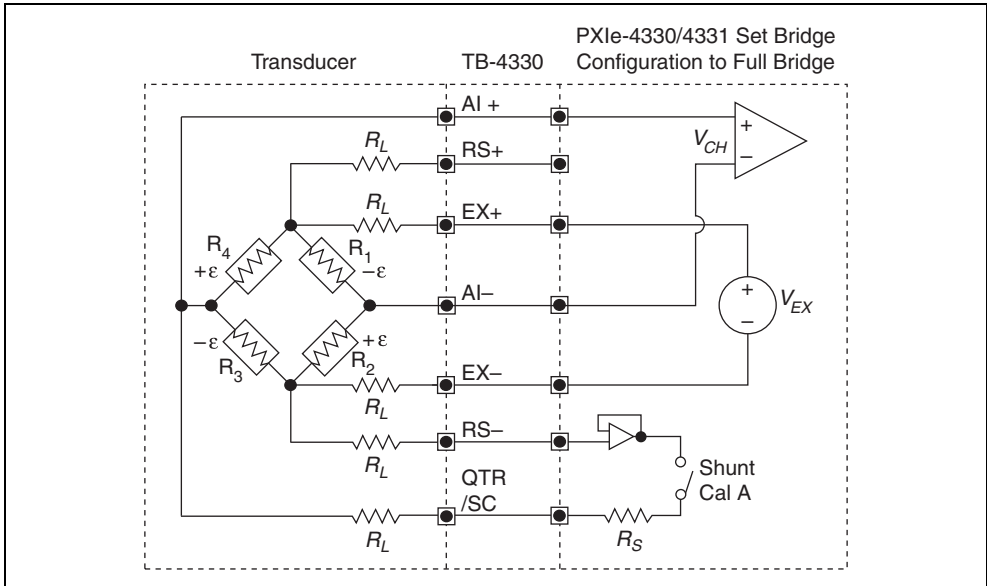 Transducer
TB-4330
PXIe-4330/4331 Set Bridge
Configuration to Full Bridge
AI +
R_L
RS+
V_CH
+
–
R_L
EX+
R_4
+ε
R_1
–ε
AI–
+
–
V_EX
–ε
R_3
+ε
R_2
EX–
R_L
RS–
R_L
QTR
/SC
Shunt
Cal A
R_L
R_S